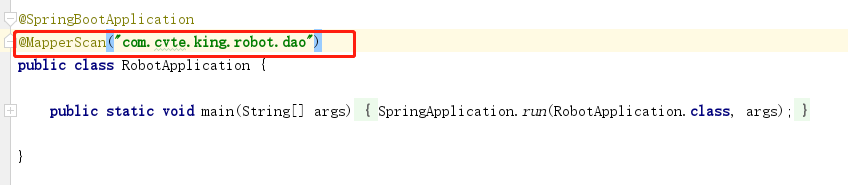 @SpringBootApplication
@MapperScan("com.cvte.king.robot.dao")
public class RobotApplication {
public static void main(String[] args) { SpringApplication.run(RobotApplication.class, args); }
}